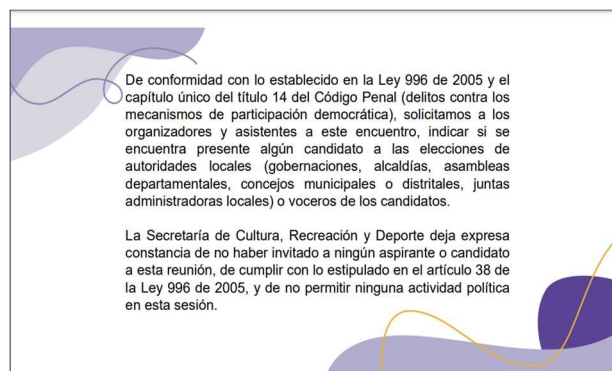 De conformidad con lo establecido en la Ley 996 de 2005 y el
capítulo único del título 14 del Código Penal (delitos contra los
mecanismos de participación democrática), solicitamos a los
organizadores y asistentes a este encuentro, indicar si se
encuentra presente algún candidato a las elecciones de
autoridades locales (gobernaciones, alcaldías, asambleas
departamentales, concejos municipales o distritales, juntas
administradoras locales) o voceros de los candidatos.
La Secretaría de Cultura, Recreación y Deporte deja expresa
constancia de no haber invitado a ningún aspirante o candidato
a esta reunión, de cumplir con lo estipulado en el artículo 38 de
la Ley 996 de 2005, y de no permitir ninguna actividad política
en esta sesión.